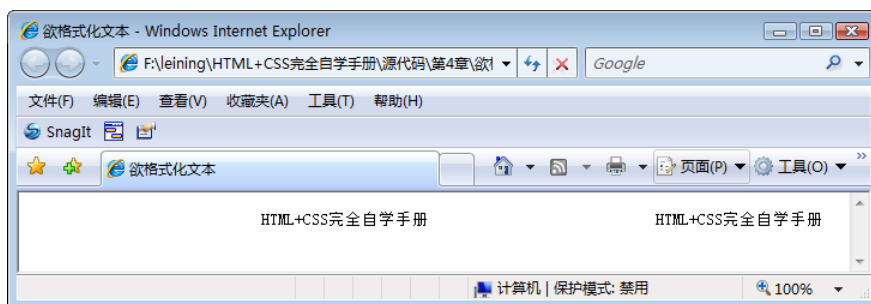 欲格式化文本 - Windows Internet Explorer
F:\leining\HTML+CSS完全自学手册\源代码\第4章\欲 Google
文件(F) 编辑(E) 查看(V) 收藏夹(A) 工具(T) 帮助(H)
SnagIt
欲格式化文本 页面(P) 工具(O) »
HTML+CSS完全自学手册 HTML+CSS完全自学手册
计算机 | 保护模式: 禁用 100%